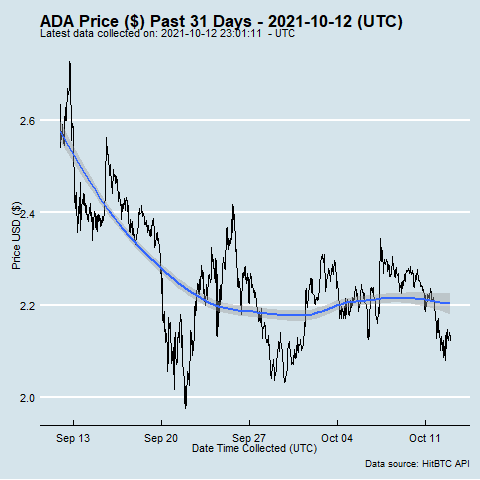 ADA Price ($) Past 31 Days - 2021-10-12 (UTC)
Latest data collected on: 2021-10-12 23:01:11  - UTC
2.6
2.4
2.2
2.0
Price USD ($)
Sep 13
Sep 20
Sep 27
Oct 04
Oct 11
Date Time Collected (UTC)
Data source: HitBTC API